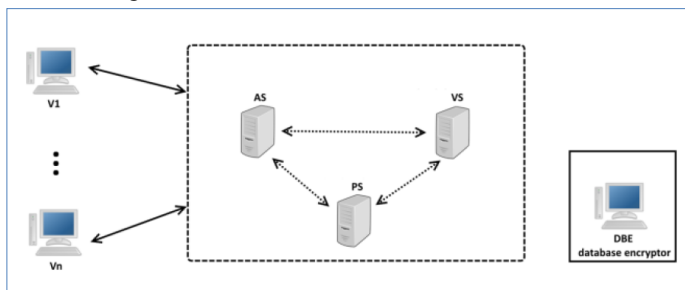 AS
VS
V1
PS
DBE
database encryptor
Vn